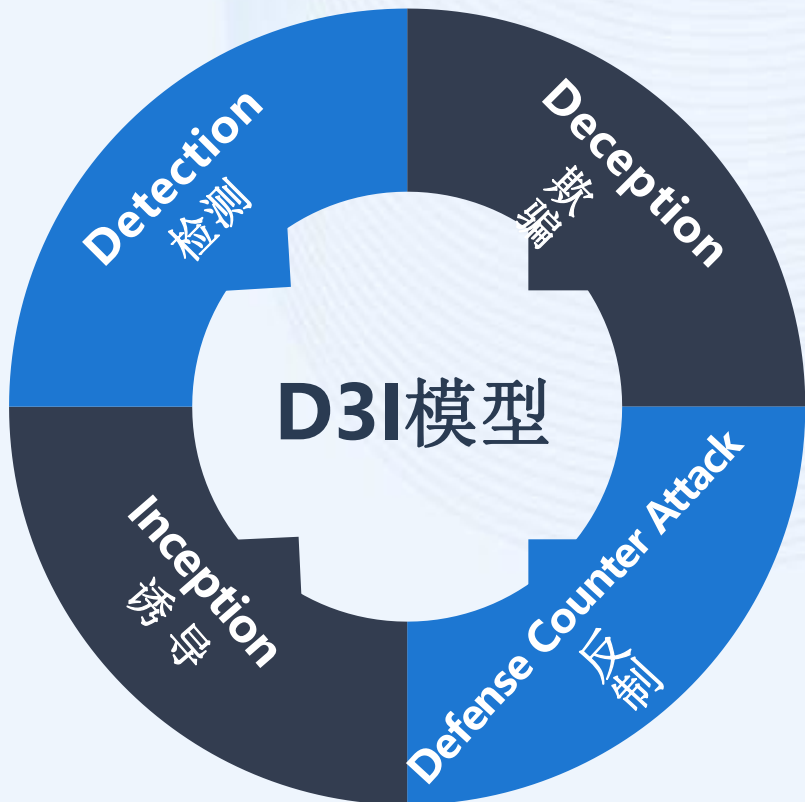 Detection
检测
Deception
欺骗
D3I模型
Inception
诱导
Defense Counter Attack
反制